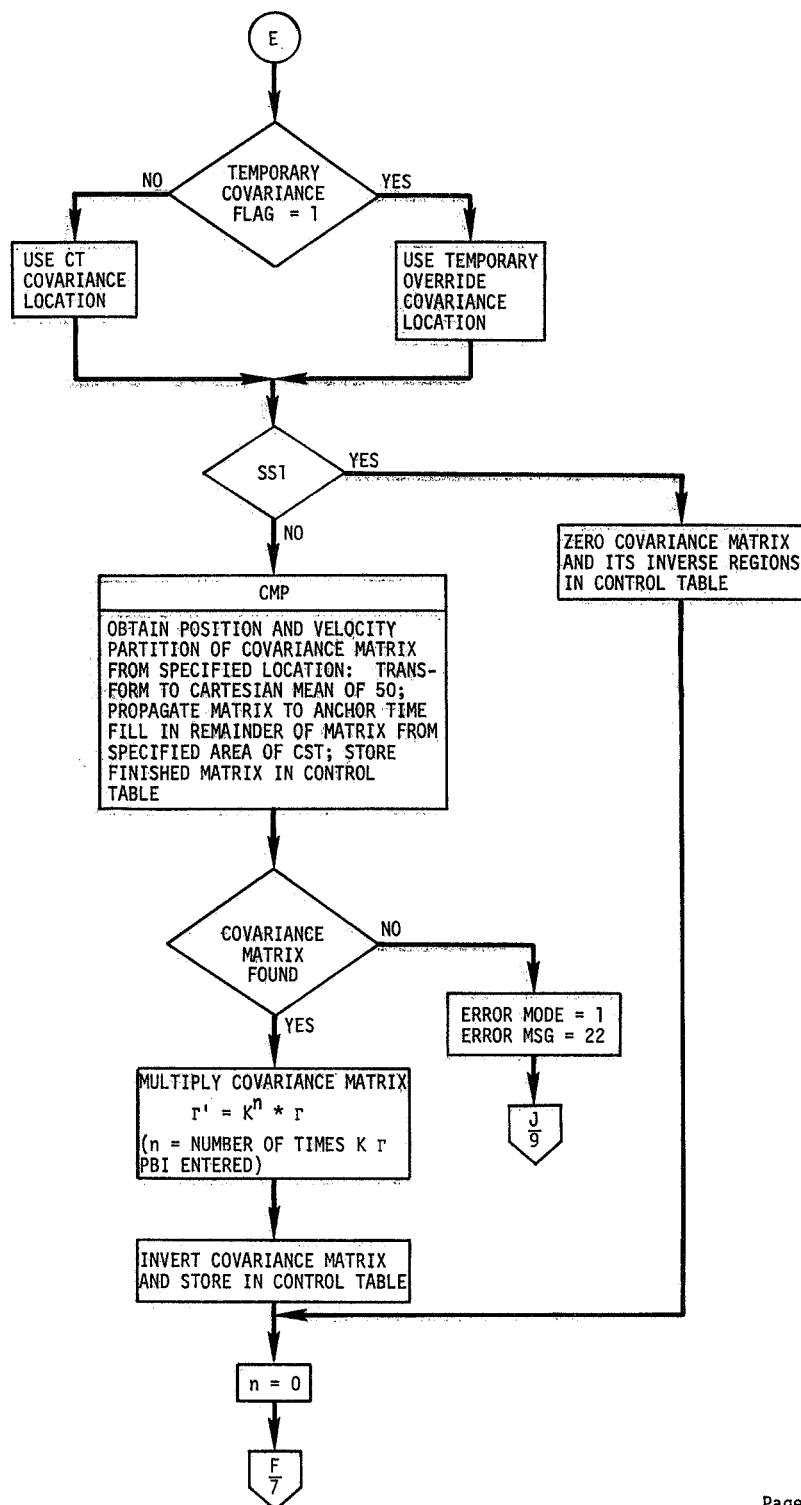 E
TEMPORARY
COVARIANCE
FLAG = 1
NO
YES
USE CT
COVARIANCE
LOCATION
USE TEMPORARY
OVERRIDE
COVARIANCE
LOCATION
SS1
YES
NO
ZERO COVARIANCE MATRIX
AND ITS INVERSE REGIONS
IN CONTROL TABLE
CMP
OBTAIN POSITION AND VELOCITY
PARTITION OF COVARIANCE MATRIX
FROM SPECIFIED LOCATION: TRANS-
FORM TO CARTESIAN MEAN OF 50;
PROPAGATE MATRIX TO ANCHOR TIME
FILL IN REMAINDER OF MATRIX FROM
SPECIFIED AREA OF CST; STORE
FINISHED MATRIX IN CONTROL
TABLE
COVARIANCE
MATRIX
FOUND
NO
YES
ERROR MODE = 1
ERROR MSG = 22
J
9
MULTIPLY COVARIANCE MATRIX
Γ' = K^n * Γ
(n = NUMBER OF TIMES K Γ
PBI ENTERED)
INVERT COVARIANCE MATRIX
AND STORE IN CONTROL TABLE
n = 0
F
7
Page